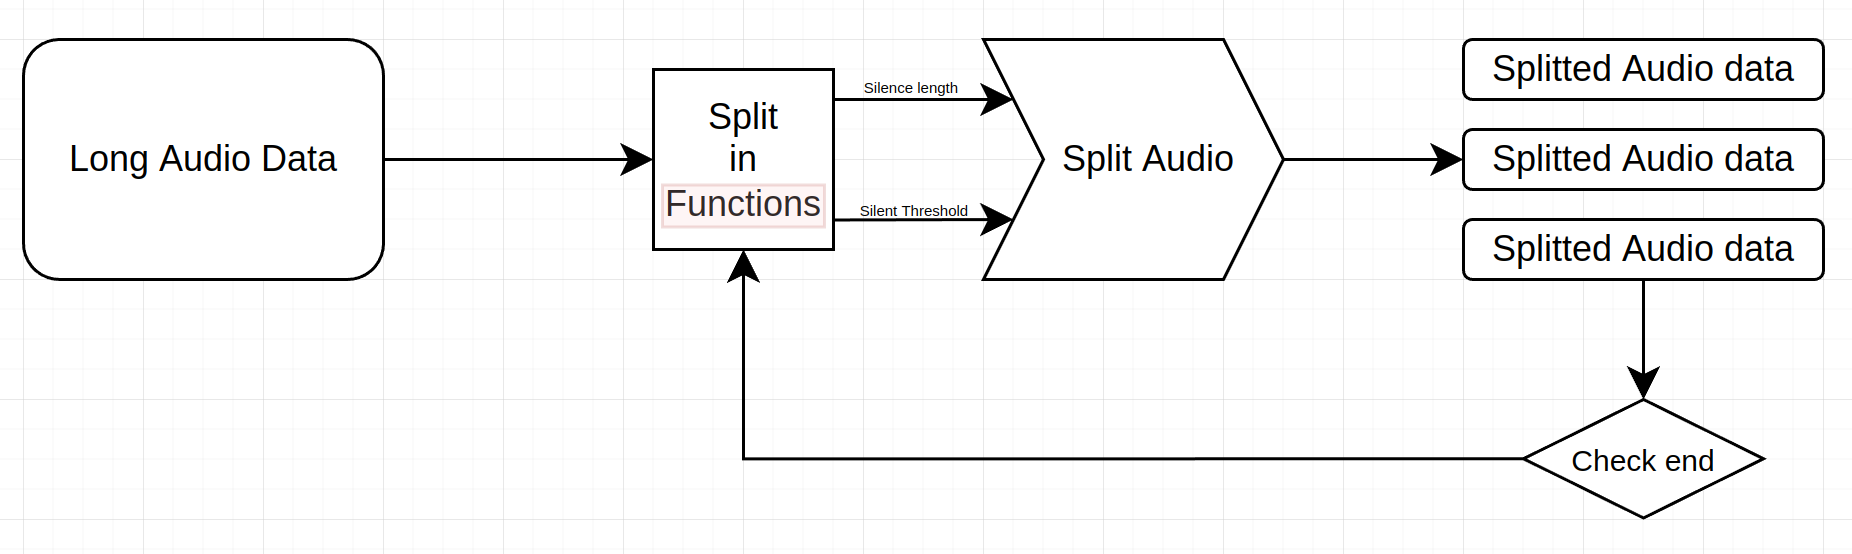 Long Audio Data
Split
in
Functions
Silence length
Silent Threshold
Split Audio
Splitted Audio data
Splitted Audio data
Splitted Audio data
Check end